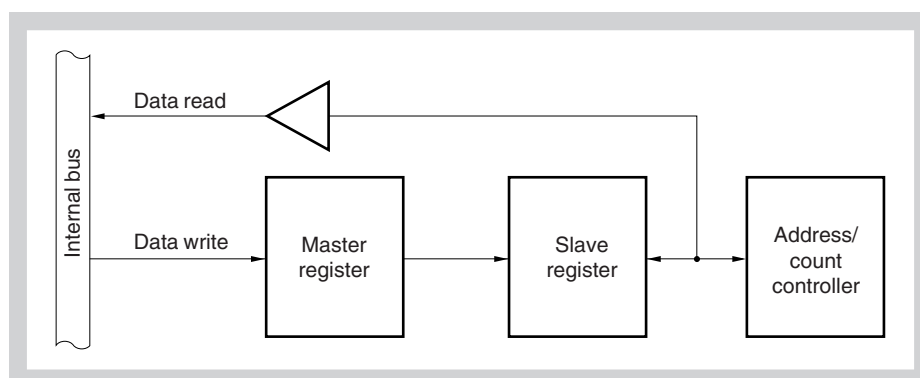 Internal bus
Data read
Data write
Master
register
Slave
register
Address/
count
controller